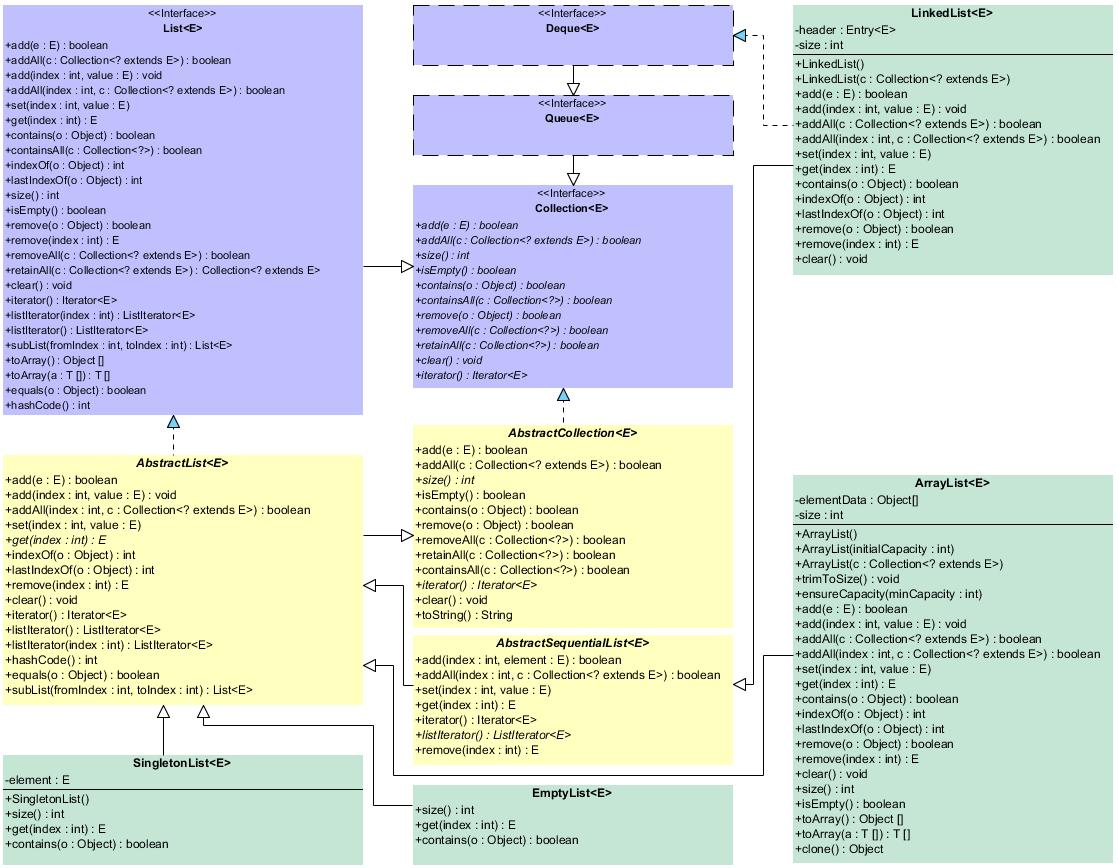 <<Interface>>
List<E>
+add(e : E) : boolean
+addAll(c : Collection<? extends E>) : boolean
+add(index : int, value : E) : void
+addAll(index : int, c : Collection<? extends E>) : boolean
+set(index : int, value : E)
+get(index : int) : E
+contains(o : Object) : boolean
+containsAll(c : Collection<?>) : boolean
+indexOf(o : Object) : int
+lastIndexOf(o : Object) : int
+size() : int
+isEmpty() : boolean
+remove(o : Object) : boolean
+remove(index : int) : E
+removeAll(c : Collection<? extends E>) : boolean
+retainAll(c : Collection<? extends E>) : Collection<? extends E>
+clear() : void
+iterator() : Iterator<E>
+listIterator(index : int) : ListIterator<E>
+listIterator() : ListIterator<E>
+subList(fromIndex : int, toIndex : int) : List<E>
+toArray() : Object []
+toArray(a : T []) : T []
+equals(o : Object) : boolean
+hashCode() : int
<<Interface>>
Deque<E>
<<Interface>>
Queue<E>
<<Interface>>
Collection<E>
+add(e : E) : boolean
+addAll(c : Collection<? extends E>) : boolean
+size() : int
+isEmpty() : boolean
+contains(o : Object) : boolean
+containsAll(c : Collection<?>) : boolean
+remove(o : Object) : boolean
+removeAll(c : Collection<?>) : boolean
+retainAll(c : Collection<?>) : boolean
+clear() : void
+iterator() : Iterator<E>
LinkedList<E>
-header : Entry<E>
-size : int
+LinkedList()
+LinkedList(c : Collection<? extends E>)
+add(e : E) : boolean
+add(index : int, value : E) : void
+addAll(c : Collection<? extends E>) : boolean
+addAll(index : int, c : Collection<? extends E>) : boolean
+set(index : int, value : E)
+get(index : int) : E
+contains(o : Object) : boolean
+indexOf(o : Object) : int
+lastIndexOf(o : Object) : int
+remove(o : Object) : boolean
+remove(index : int) : E
+clear() : void
AbstractList<E>
+add(e : E) : boolean
+add(index : int, value : E) : void
+addAll(index : int, c : Collection<? extends E>) : boolean
+set(index : int, value : E)
+get(index : int) : E
+indexOf(o : Object) : int
+lastIndexOf(o : Object) : int
+remove(index : int) : E
+clear() : void
+iterator() : Iterator<E>
+listIterator() : ListIterator<E>
+listIterator(index : int) : ListIterator<E>
+hashCode() : int
+equals(o : Object) : boolean
+subList(fromIndex : int, toIndex : int) : List<E>
AbstractCollection<E>
+add(e : E) : boolean
+addAll(c : Collection<? extends E>) : boolean
+size() : int
+isEmpty() : boolean
+contains(o : Object) : boolean
+remove(o : Object) : boolean
+removeAll(c : Collection<?>) : boolean
+retainAll(c : Collection<?>) : boolean
+containsAll(c : Collection<?>) : boolean
+iterator() : Iterator<E>
+clear() : void
+toString() : String
AbstractSequentialList<E>
+add(index : int, element : E) : boolean
+addAll(index : int, c : Collection<? extends E>) : boolean
+set(index : int, value : E)
+get(index : int) : E
+iterator() : Iterator<E>
+listIterator() : ListIterator<E>
+remove(index : int) : E
ArrayList<E>
-elementData : Object[]
-size : int
+ArrayList()
+ArrayList(initialCapacity : int)
+ArrayList(c : Collection<? extends E>)
+trimToSize() : void
+ensureCapacity(minCapacity : int)
+add(e : E) : boolean
+add(index : int, value : E) : void
+addAll(c : Collection<? extends E>) : boolean
+addAll(index : int, c : Collection<? extends E>) : boolean
+set(index : int, value : E)
+get(index : int) : E
+contains(o : Object) : boolean
+indexOf(o : Object) : int
+lastIndexOf(o : Object) : int
+remove(o : Object) : boolean
+remove(index : int) : E
+clear() : void
+size() : int
+isEmpty() : boolean
+toArray() : Object []
+toArray(a : T []) : T []
+clone() : Object
SingletonList<E>
-element : E
+SingletonList()
+size() : int
+get(index : int) : E
+contains(o : Object) : boolean
EmptyList<E>
+size() : int
+get(index : int) : E
+contains(o : Object) : boolean